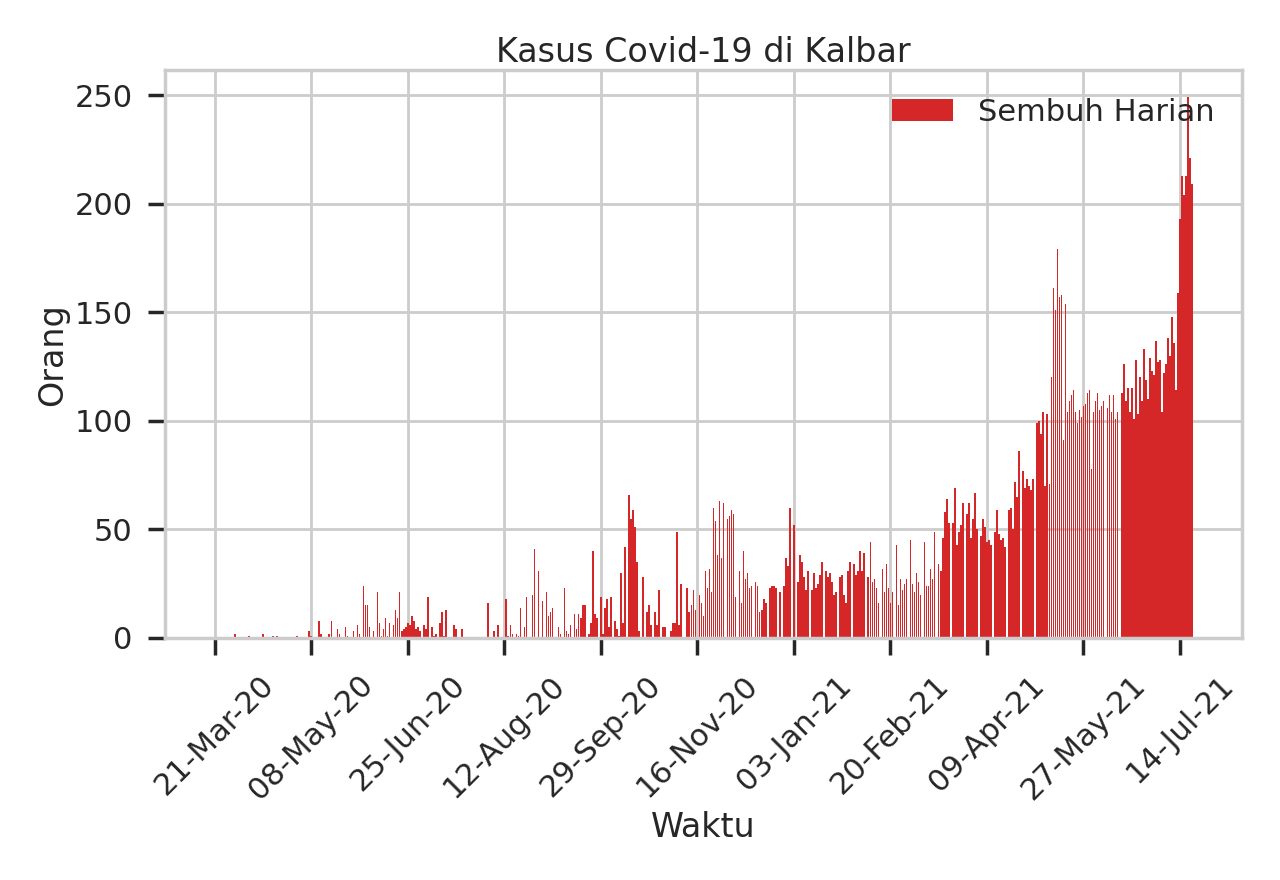 Kasus Covid-19 di Kalbar
Sembuh Harian
Orang
250
200
150
100
50
0
21-Mar-20
08-May-20
25-Jun-20
12-Aug-20
29-Sep-20
16-Nov-20
03-Jan-21
20-Feb-21
09-Apr-21
27-May-21
14-Jul-21
Waktu